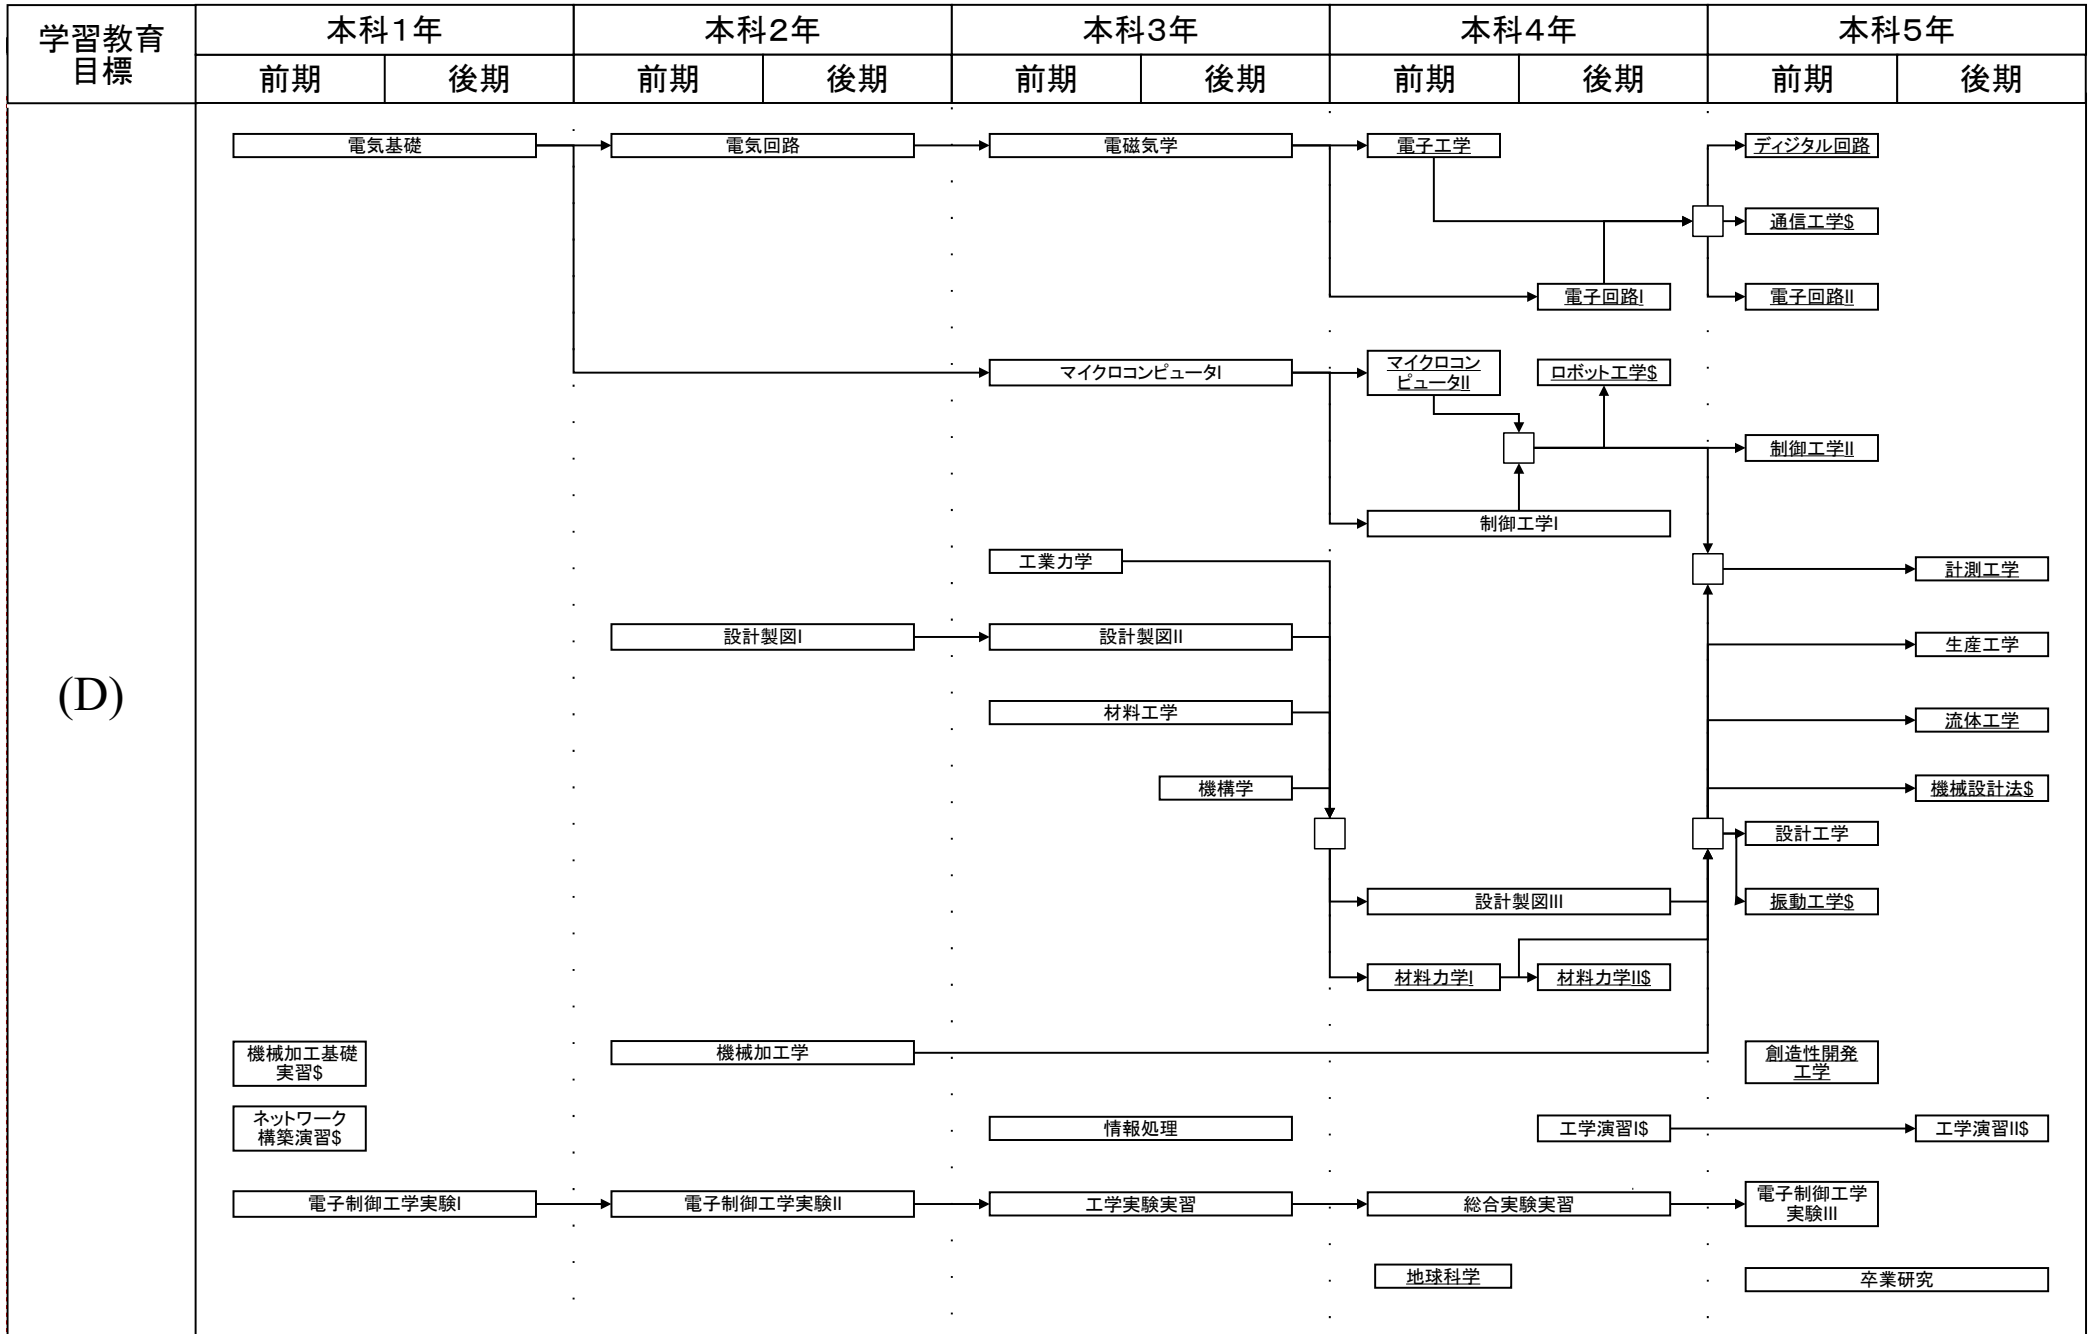 学習教育
目標
本科1年
本科2年
本科3年
本科4年
本科5年
前期
後期
前期
後期
前期
後期
前期
後期
前期
後期
(D)
電気基礎
電気回路
電磁気学
電子工学
ディジタル回路
通信工学$
電子回路I
電子回路II
マイクロコンピュータI
マイクロコン
ピュータII
ロボット工学$
制御工学II
制御工学I
工業力学
計測工学
設計製図I
設計製図II
生産工学
材料工学
流体工学
機構学
機械設計法$
設計工学
設計製図III
振動工学$
材料力学I
材料力学II$
機械加工基礎
実習$
機械加工学
創造性開発
工学
ネットワーク
構築演習$
情報処理
工学演習I$
工学演習II$
電子制御工学実験I
電子制御工学実験II
工学実験実習
総合実験実習
電子制御工学
実験III
地球科学
卒業研究